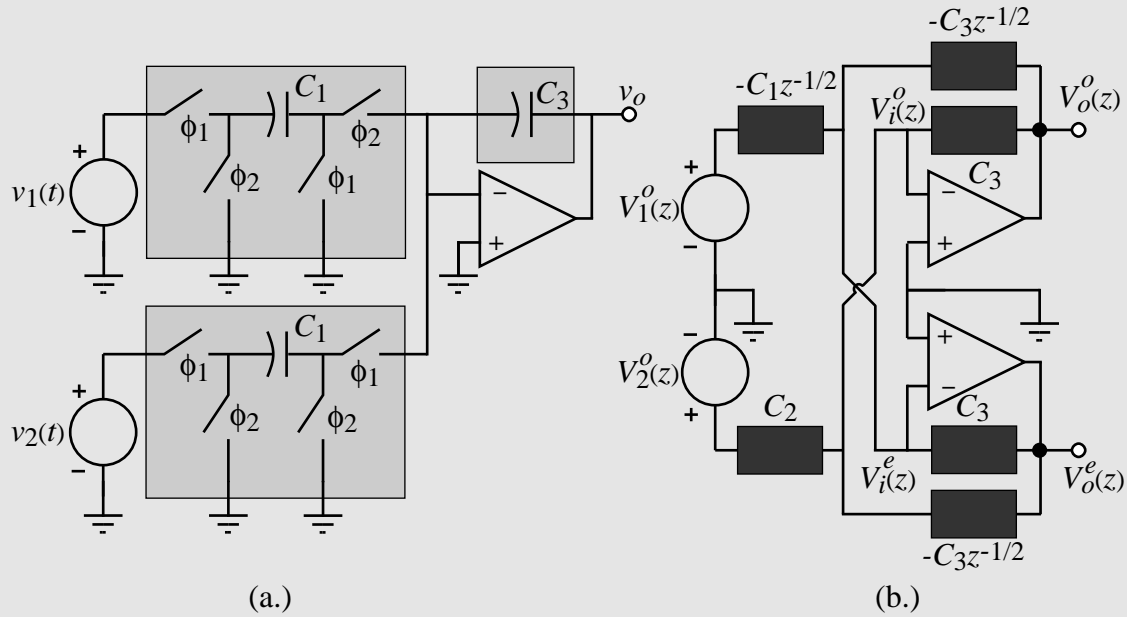 C1
ϕ1
ϕ2
ϕ2
ϕ1
+
v1(t)
−
C3
vo
−
+
C1
ϕ1
ϕ1
ϕ2
ϕ2
+
v2(t)
−
(a.)
-C3z-1/2
-C1z-1/2
Vio(z)
Voo(z)
C3
+
V1o(z)
−
−
+
−
V2o(z)
+
+
−
C2
C3
Vie(z)
Voe(z)
-C3z-1/2
(b.)